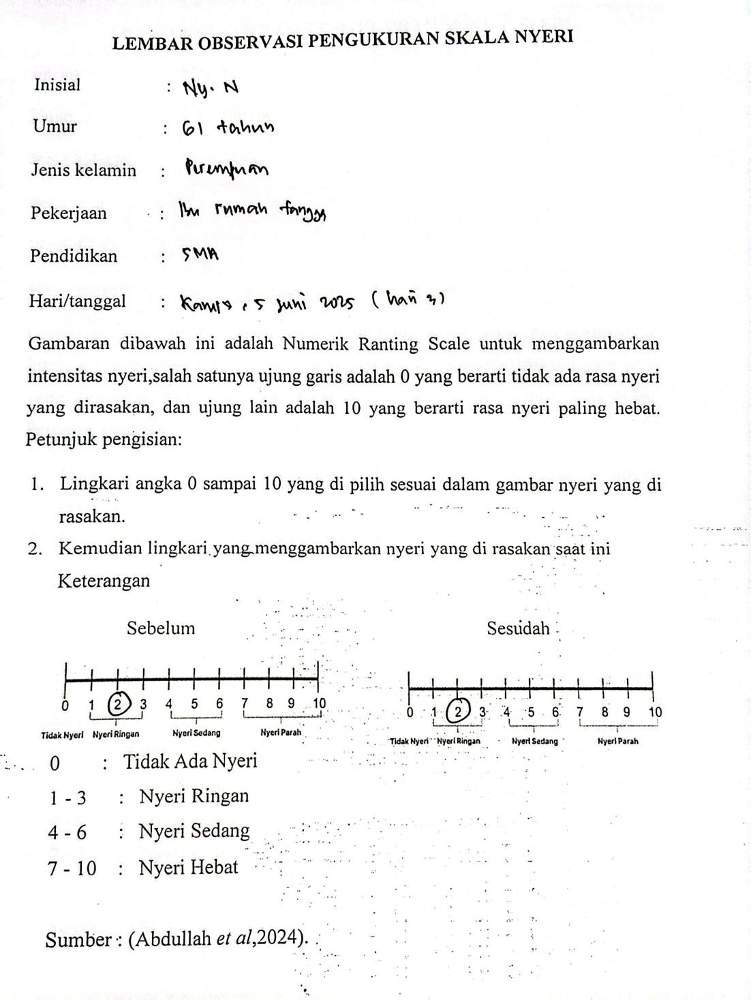 LEMBAR OBSERVASI PENGUKURAN SKALA NYERI
Inisial : Ny. N
Umur : 61 tahun
Jenis kelamin : Perempuan
Pekerjaan : Ibu rumah tangga
Pendidikan : SMA
Hari/tanggal : Kamis, 5 Juni 2025 (hari 3)
Gambaran dibawah ini adalah Numerik Ranting Scale untuk menggambarkan
intensitas nyeri,salah satunya ujung garis adalah 0 yang berarti tidak ada rasa nyeri
yang dirasakan, dan ujung lain adalah 10 yang berarti rasa nyeri paling hebat.
Petunjuk pengisian:
1. Lingkari angka 0 sampai 10 yang di pilih sesuai dalam gambar nyeri yang di
rasakan.
2. Kemudian lingkari yang menggambarkan nyeri yang di rasakan saat ini
Keterangan
Sebelum
0 1 2 3 4 5 6 7 8 9 10
Tidak Nyeri Nyeri Ringan Nyeri Sedang Nyeri Parah
Sesudah
0 1 2 3 4 5 6 7 8 9 10
Tidak Nyeri Nyeri Ringan Nyeri Sedang Nyeri Parah
0 : Tidak Ada Nyeri
1 - 3 : Nyeri Ringan
4 - 6 : Nyeri Sedang
7 - 10 : Nyeri Hebat
Sumber : (Abdullah et al,2024).